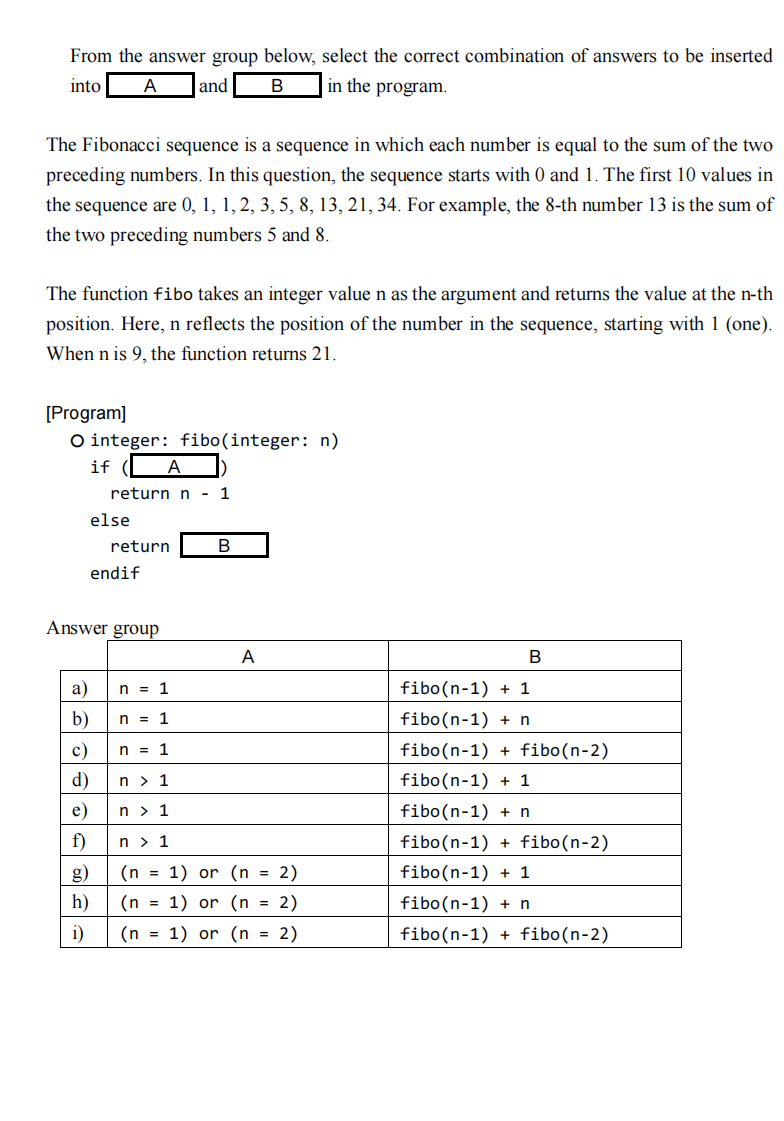 From the answer group below, select the correct combination of answers to be inserted
into A and B in the program.
The Fibonacci sequence is a sequence in which each number is equal to the sum of the two
preceding numbers. In this question, the sequence starts with 0 and 1. The first 10 values in
the sequence are 0, 1, 1, 2, 3, 5, 8, 13, 21, 34. For example, the 8-th number 13 is the sum of
the two preceding numbers 5 and 8.
The function fibo takes an integer value n as the argument and returns the value at the n-th
position. Here, n reflects the position of the number in the sequence, starting with 1 (one).
When n is 9, the function returns 21.
[Program]
○ integer: fibo(integer: n)
if ( A )
return n - 1
else
return B
endif
Answer group
A B
a) n = 1 fibo(n-1) + 1
b) n = 1 fibo(n-1) + n
c) n = 1 fibo(n-1) + fibo(n-2)
d) n > 1 fibo(n-1) + 1
e) n > 1 fibo(n-1) + n
f) n > 1 fibo(n-1) + fibo(n-2)
g) (n = 1) or (n = 2) fibo(n-1) + 1
h) (n = 1) or (n = 2) fibo(n-1) + n
i) (n = 1) or (n = 2) fibo(n-1) + fibo(n-2)